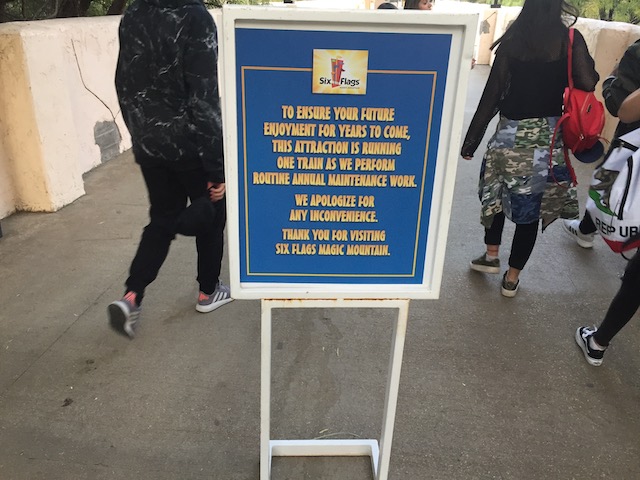 Six Flags
TO ENSURE YOUR FUTURE
ENJOYMENT FOR YEARS TO COME,
THIS ATTRACTION IS RUNNING
ONE TRAIN AS WE PERFORM
ROUTINE ANNUAL MAINTENANCE WORK.
WE APOLOGIZE FOR
ANY INCONVENIENCE.
THANK YOU FOR VISITING
SIX FLAGS MAGIC MOUNTAIN.